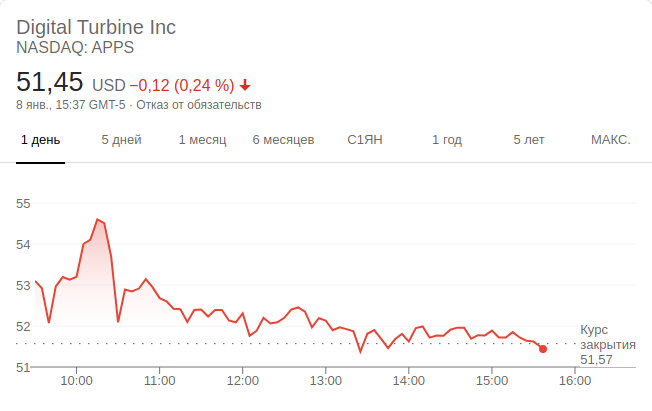 Digital Turbine Inc
NASDAQ: APPS
51,45 USD −0,12 (0,24 %)
8 янв., 15:37 GMT-5 · Отказ от обязательств
1 день 5 дней 1 месяц 6 месяцев С1ЯН 1 год 5 лет МАКС.
55
54
53
52
51
Курс
закрытия
51,57
10:00 11:00 12:00 13:00 14:00 15:00 16:00